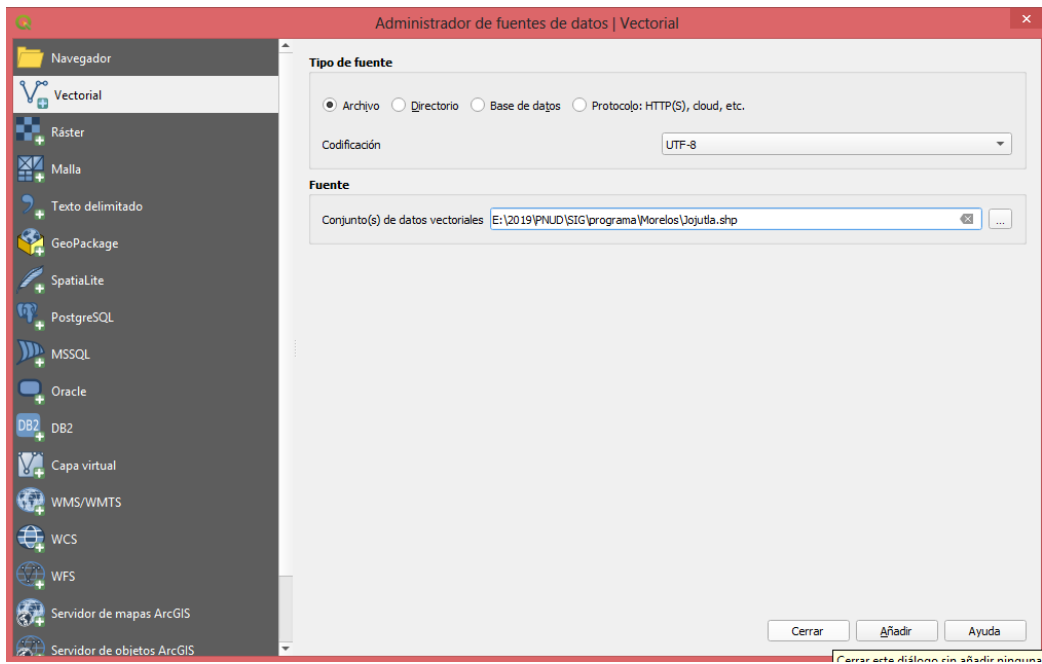 Administrador de fuentes de datos | Vectorial
Navegador
Vectorial
Ráster
Malla
Texto delimitado
GeoPackage
SpatiaLite
PostgreSQL
MSSQL
Oracle
DB2
DB2
Capa virtual
WMS/WMTS
WCS
WFS
Servidor de mapas ArcGIS
Servidor de objetos ArcGIS
Tipo de fuente
Archivo Directorio Base de datos Protocolo: HTTP(S), cloud, etc.
Codificación UTF-8
Fuente
Conjunto(s) de datos vectoriales E:\2019\PNUD\SIG\programa\Morelos\Jojutla.shp ...
Cerrar Añadir Ayuda
Cerrar este diálogo sin añadir ninguna